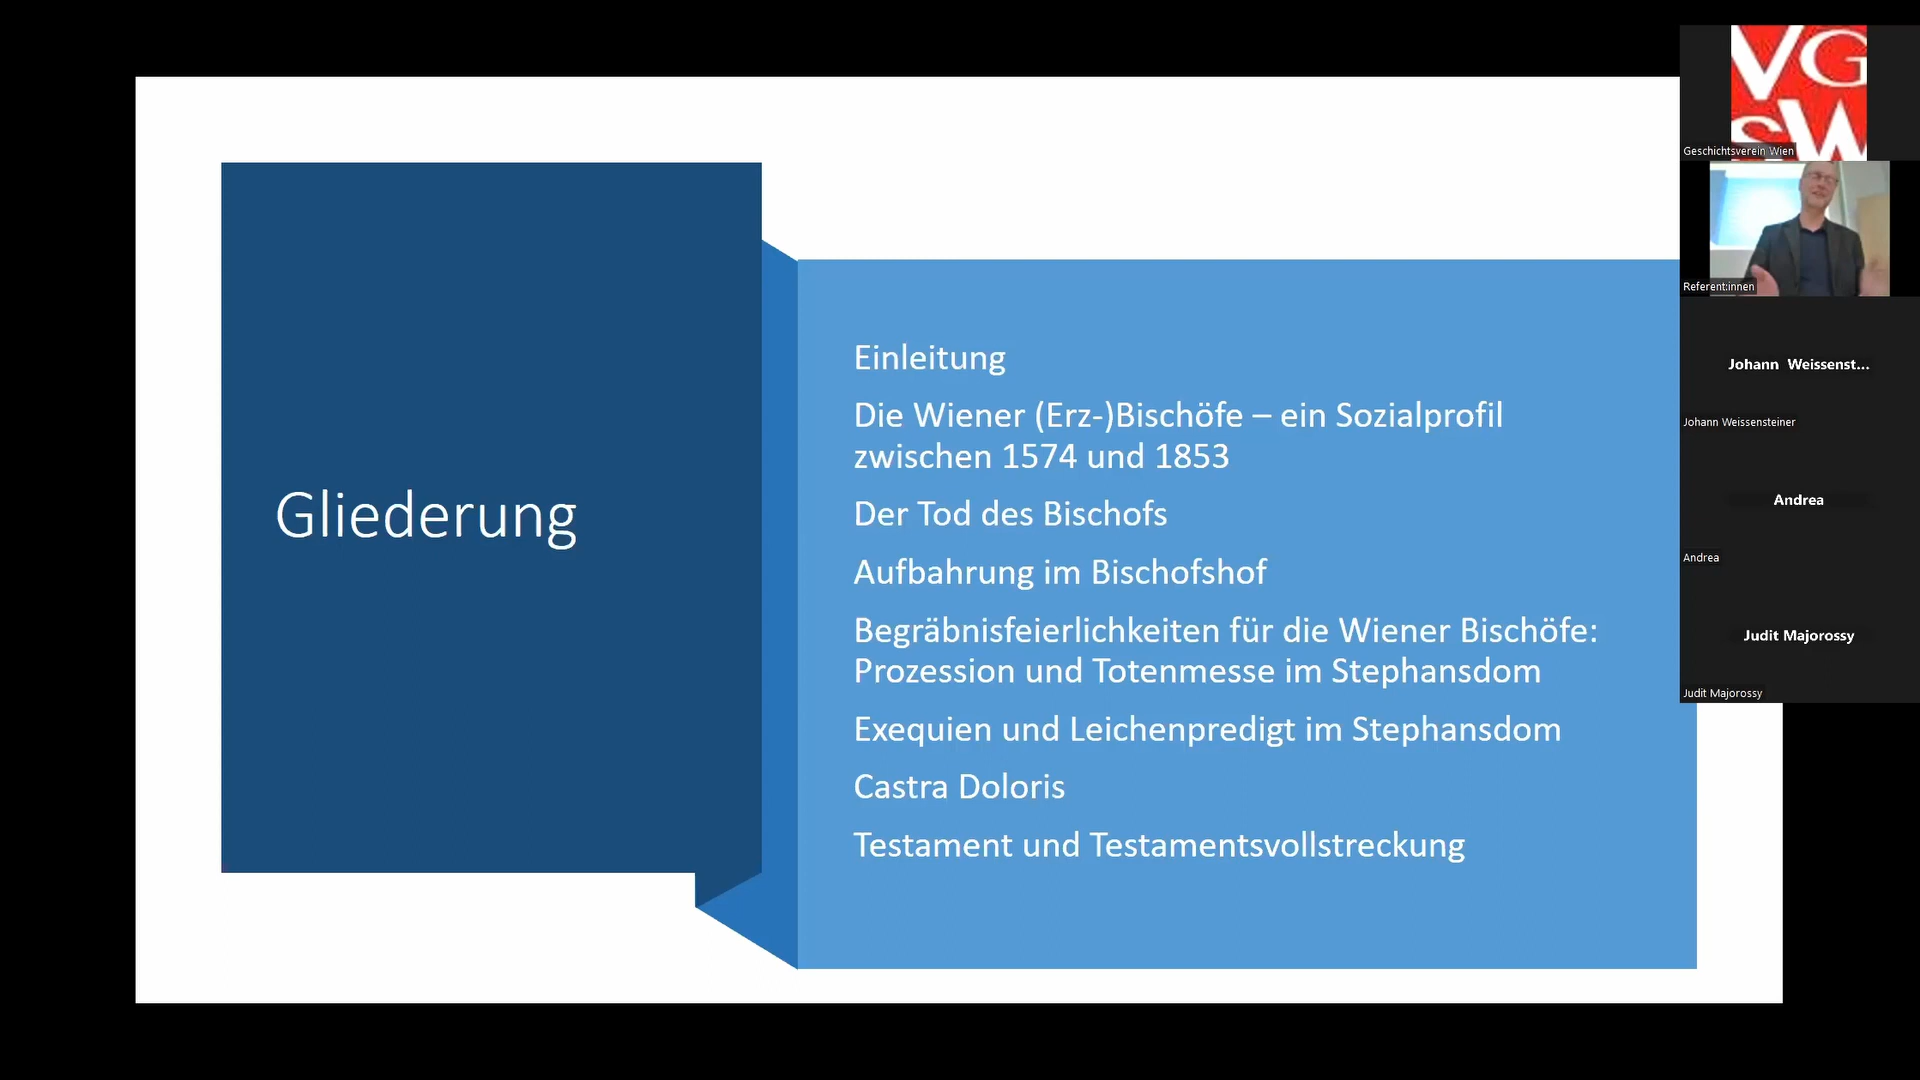 Gliederung
Einleitung
Die Wiener (Erz-)Bischöfe – ein Sozialprofil
zwischen 1574 und 1853
Der Tod des Bischofs
Aufbahrung im Bischofshof
Begräbnisfeierlichkeiten für die Wiener Bischöfe:
Prozession und Totenmesse im Stephansdom
Exequien und Leichenpredigt im Stephansdom
Castra Doloris
Testament und Testamentsvollstreckung
VG
SW
Geschichtsverein Wien
Referent:innen
Johann Weissenst...
Johann Weissensteiner
Andrea
Andrea
Judit Majorossy
Judit Majorossy